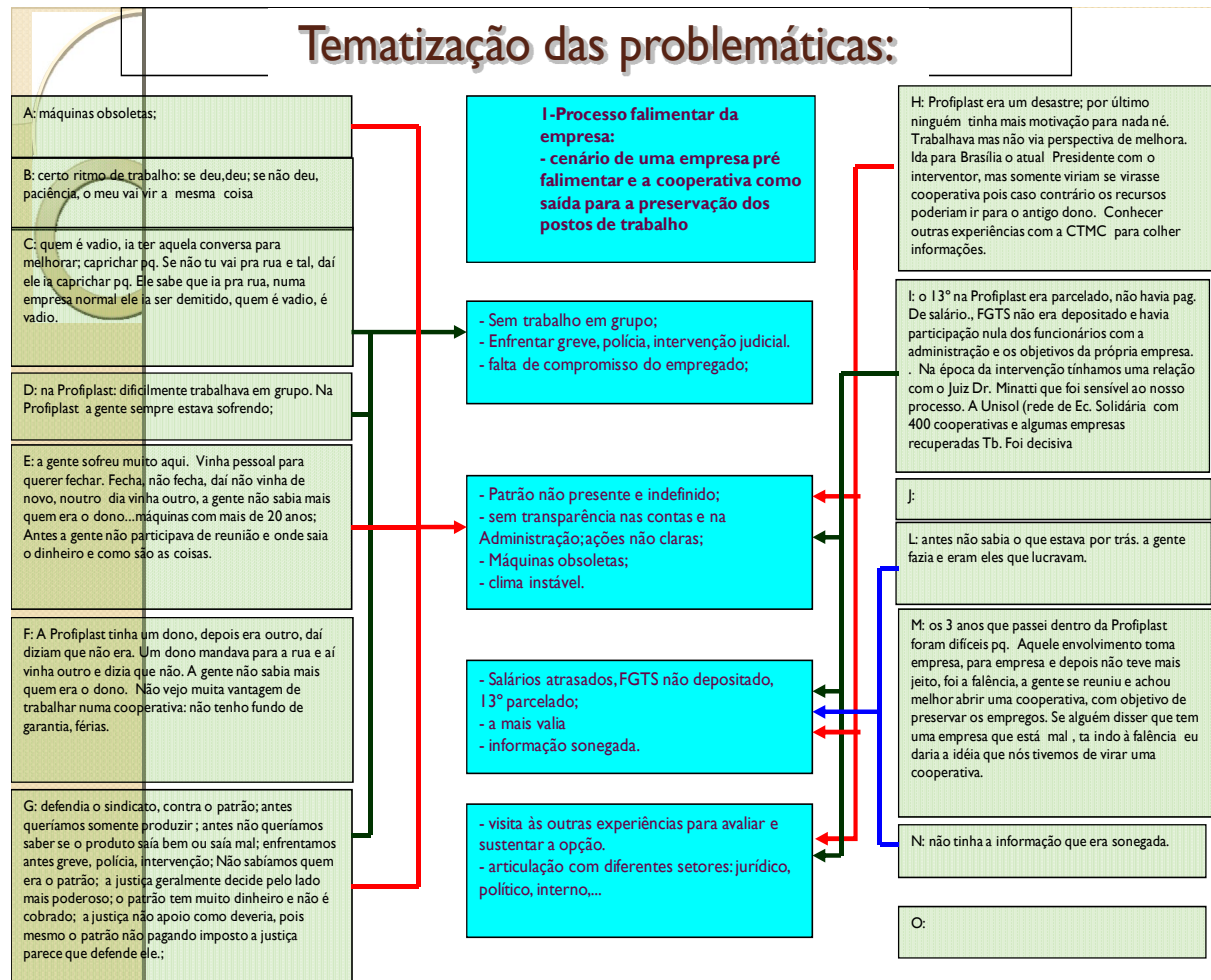 Tematização das problemáticas:
A: máquinas obsoletas;
B: certo ritmo de trabalho: se deu,deu; se não deu,
paciência, o meu vai vir a mesma coisa
C: quem é vadio, ia ter aquela conversa para
melhorar; caprichar pq. Se não tu vai pra rua e tal, daí
ele ia caprichar pq. Ele sabe que ia pra rua, numa
empresa normal ele ia ser demitido, quem é vadio, é
vadio.
D: na Profiplast: dificilmente trabalhava em grupo. Na
Profiplast a gente sempre estava sofrendo;
E: a gente sofreu muito aqui. Vinha pessoal para
querer fechar. Fecha, não fecha, daí não vinha de
novo, noutro dia vinha outro, a gente não sabia mais
quem era o dono...máquinas com mais de 20 anos;
Antes a gente não participava de reunião e onde saia
o dinheiro e como são as coisas.
F: A Profiplast tinha um dono, depois era outro, daí
diziam que não era. Um dono mandava para a rua e aí
vinha outro e dizia que não. A gente não sabia mais
quem era o dono. Não vejo muita vantagem de
trabalhar numa cooperativa: não tenho fundo de
garantia, férias.
G: defendia o sindicato, contra o patrão; antes
queríamos somente produzir ; antes não queríamos
saber se o produto saía bem ou saía mal; enfrentamos
antes greve, polícia, intervenção; Não sabíamos quem
era o patrão; a justiça geralmente decide pelo lado
mais poderoso; o patrão tem muito dinheiro e não é
cobrado; a justiça não apoio como deveria, pois
mesmo o patrão não pagando imposto a justiça
parece que defende ele.;
1-Processo falimentar da
empresa:
- cenário de uma empresa pré
falimentar e a cooperativa como
saída para a preservação dos
postos de trabalho
- Sem trabalho em grupo;
- Enfrentar greve, polícia, intervenção judicial.
- falta de compromisso do empregado;
- Patrão não presente e indefinido;
- sem transparência nas contas e na
Administração; ações não claras;
- Máquinas obsoletas;
- clima instável.
- Salários atrasados, FGTS não depositado,
13º parcelado;
- a mais valia
- informação sonegada.
- visita às outras experiências para avaliar e
sustentar a opção.
- articulação com diferentes setores: jurídico,
político, interno,...
H: Profiplast era um desastre; por último
ninguém tinha mais motivação para nada né.
Trabalhava mas não via perspectiva de melhora.
Ida para Brasília o atual Presidente com o
interventor, mas somente viriam se virasse
cooperativa pois caso contrário os recursos
poderiam ir para o antigo dono. Conhecer
outras experiências com a CTMC para colher
informações.
I: o 13º na Profiplast era parcelado, não havia pag.
De salário., FGTS não era depositado e havia
participação nula dos funcionários com a
administração e os objetivos da própria empresa.
. Na época da intervenção tínhamos uma relação
com o Juiz Dr. Minatti que foi sensível ao nosso
processo. A Unisol (rede de Ec. Solidária com
400 cooperativas e algumas empresas
recuperadas Tb. Foi decisiva
J:
L: antes não sabia o que estava por trás. a gente
fazia e eram eles que lucravam.
M: os 3 anos que passei dentro da Profiplast
foram difíceis pq. Aquele envolvimento toma
empresa, para empresa e depois não teve mais
jeito, foi a falência, a gente se reuniu e achou
melhor abrir uma cooperativa, com objetivo de
preservar os empregos. Se alguém disser que tem
uma empresa que está mal , ta indo à falência eu
daria a idéia que nós tivemos de virar uma
cooperativa.
N: não tinha a informação que era sonegada.
O: